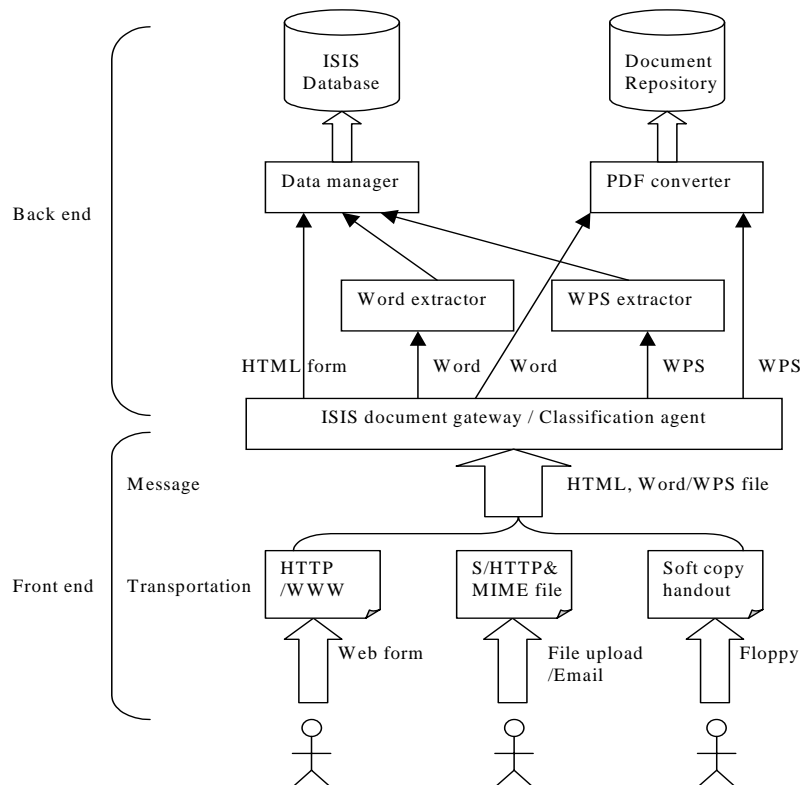 ISIS
Database
Document
Repository
Data manager
PDF converter
Back end
Word extractor
WPS extractor
HTML form
Word
Word
WPS
WPS
ISIS document gateway / Classification agent
Message
HTML, Word/WPS file
Front end
Transportation
HTTP
/WWW
S/HTTP&
MIME file
Soft copy
handout
Web form
File upload
/Email
Floppy